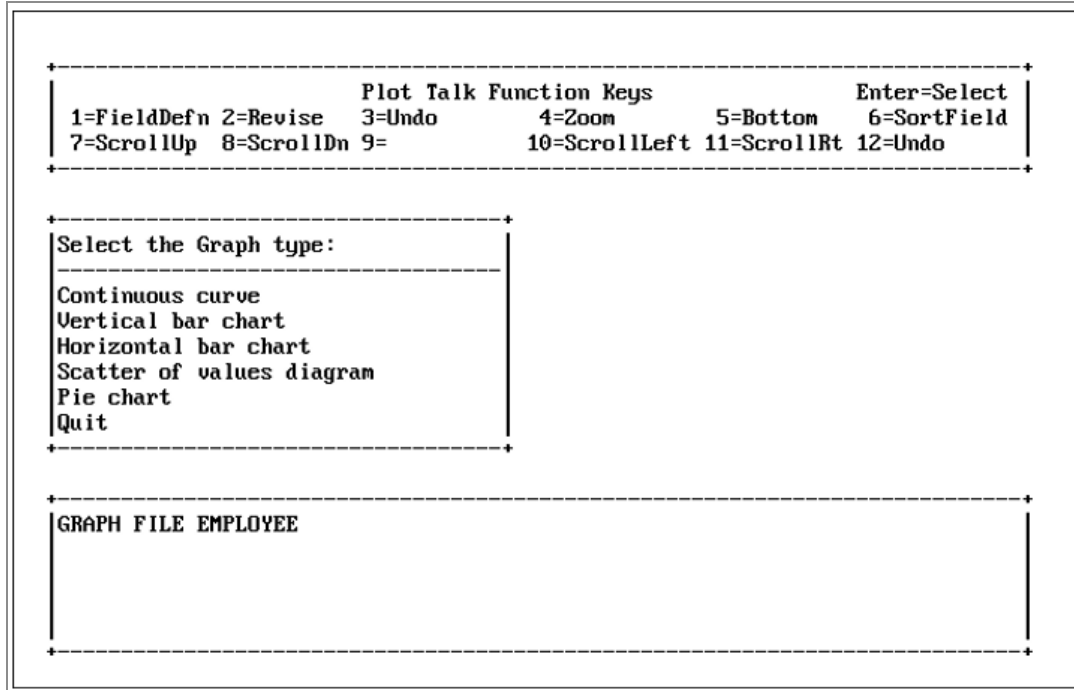 Plot Talk Function Keys Enter=Select
1=FieldDefn 2=Revise 3=Undo 4=Zoom 5=Bottom 6=SortField
7=ScrollUp 8=ScrollDn 9= 10=ScrollLeft 11=ScrollRt 12=Undo
Select the Graph type:
Continuous curve
Vertical bar chart
Horizontal bar chart
Scatter of values diagram
Pie chart
Quit
GRAPH FILE EMPLOYEE